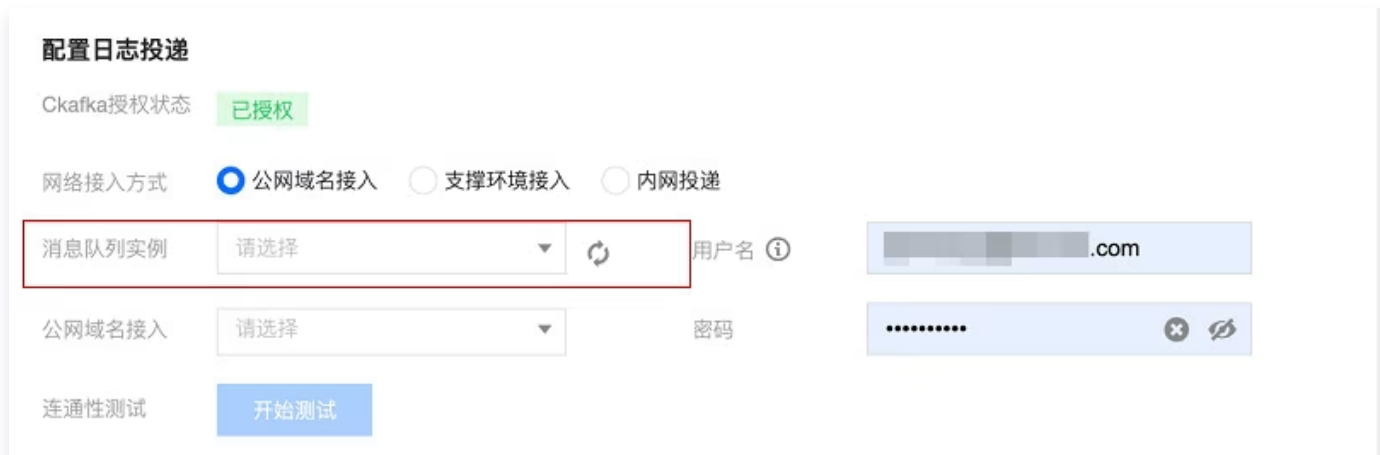 配置日志投递
Ckafka授权状态 已授权
网络接入方式 公网域名接入 支撑环境接入 内网投递
消息队列实例 请选择 用户名 .com
公网域名接入 请选择 密码 ••••••••••
连通性测试 开始测试